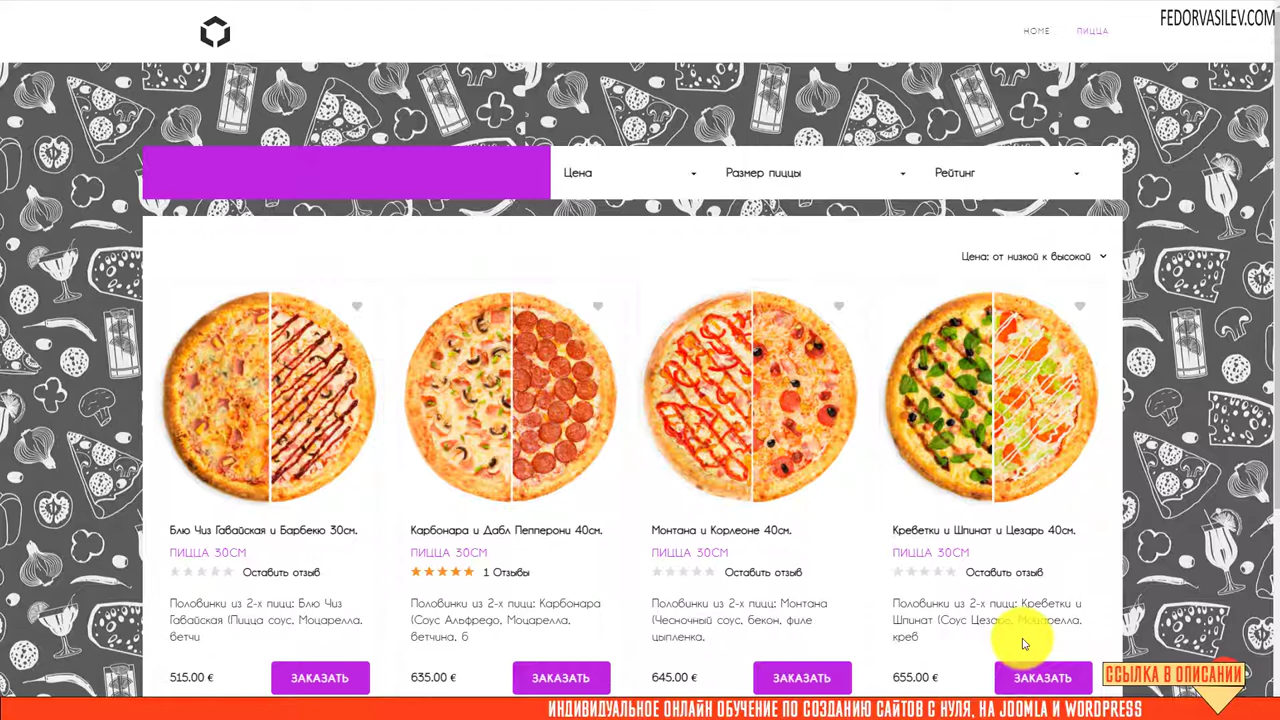 FEDORVASILEV.COM
HOME ПИЦЦА
Цена Размер пиццы Рейтинг
Цена: от низкой к высокой
Блю Чиз Гавайская и Барбекю 30см.
ПИЦЦА 30СМ
Оставить отзыв
Половинки из 2-х пицц: Блю Чиз
Гавайская (Пицца соус, Моцарелла,
ветчи
515.00 €
ЗАКАЗАТЬ
Карбонара и Дабл Пепперони 40см.
ПИЦЦА 30СМ
1 Отзывы
Половинки из 2-х пицц: Карбонара
(Соус Альфредо, Моцарелла,
ветчина, б
635.00 €
ЗАКАЗАТЬ
Монтана и Корлеоне 40см.
ПИЦЦА 30СМ
Оставить отзыв
Половинки из 2-х пицц: Монтана
(Чесночный соус, бекон, филе
цыпленка,
645.00 €
ЗАКАЗАТЬ
Креветки и Шпинат и Цезарь 40см.
ПИЦЦА 30СМ
Оставить отзыв
Половинки из 2-х пицц: Креветки и
Шпинат (Соус Цезарь, Моцарелла,
креб
655.00 €
ЗАКАЗАТЬ
ССЫЛКА В ОПИСАНИИ
ИНДИВИДУАЛЬНОЕ ОНЛАЙН ОБУЧЕНИЕ ПО СОЗДАНИЮ САЙТОВ С НУЛЯ, НА JOOMLA И WORDPRESS